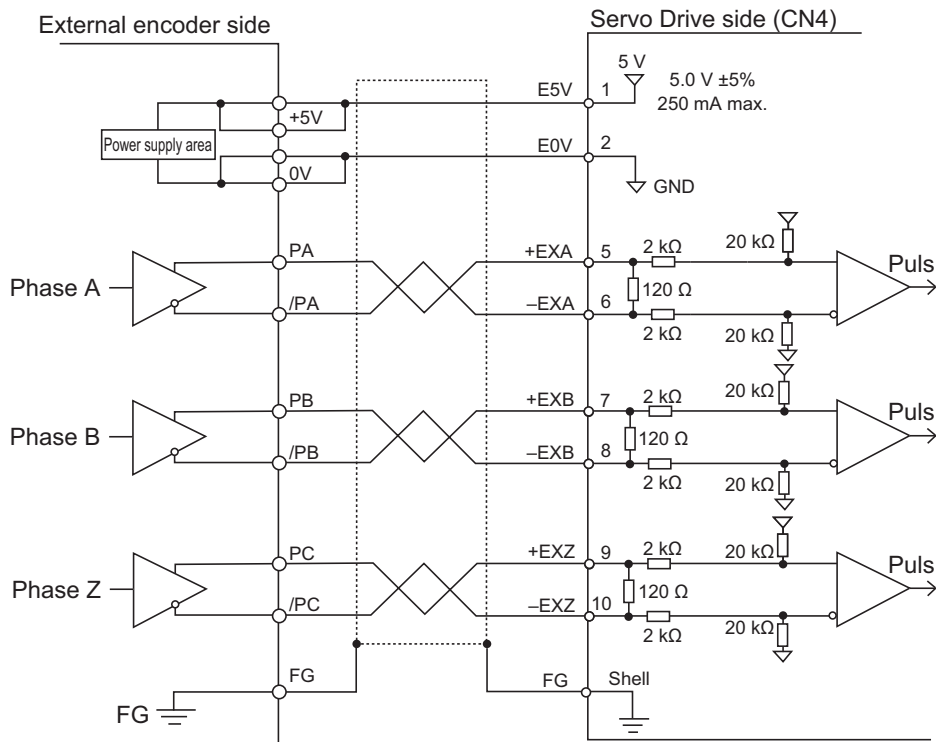 External encoder side
Servo Drive side (CN4)
5 V
5.0 V ±5%
250 mA max.
E5V
1
+5V
Power supply area
E0V
2
0V
GND
PA
+EXA
5
2 kΩ
20 kΩ
Puls
Phase A
120 Ω
/PA
–EXA
6
2 kΩ
20 kΩ
PB
+EXB
7
2 kΩ
20 kΩ
Puls
Phase B
120 Ω
/PB
–EXB
8
2 kΩ
20 kΩ
PC
+EXZ
9
2 kΩ
20 kΩ
Puls
Phase Z
120 Ω
/PC
–EXZ
10
2 kΩ
20 kΩ
FG
FG
Shell
FG